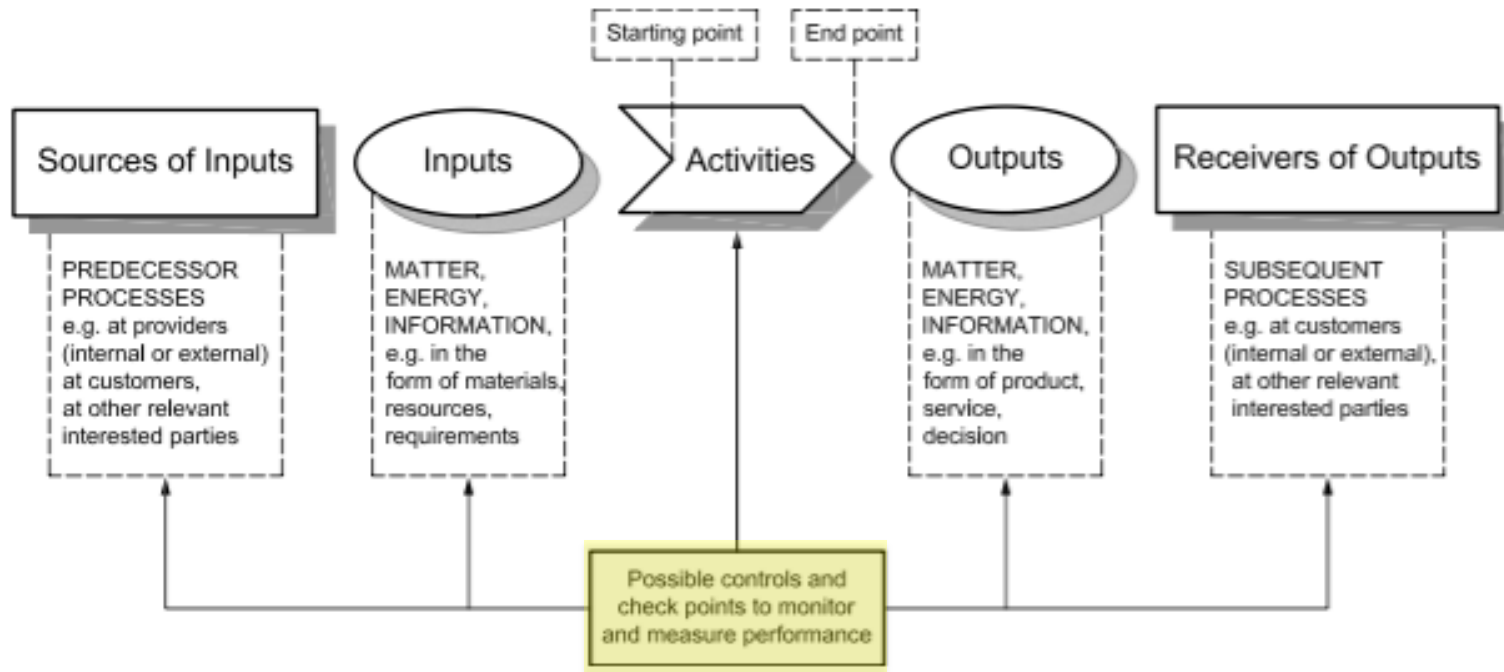 Starting point
End point
Sources of Inputs
Inputs
Activities
Outputs
Receivers of Outputs
PREDECESSOR
PROCESSES
e.g. at providers
(internal or external)
at customers,
at other relevant
interested parties
MATTER,
ENERGY,
INFORMATION,
e.g. in the
form of materials,
resources,
requirements
MATTER,
ENERGY,
INFORMATION,
e.g. in the
form of product,
service,
decision
SUBSEQUENT
PROCESSES
e.g. at customers
(internal or external),
at other relevant
interested parties
Possible controls and
check points to monitor
and measure performance